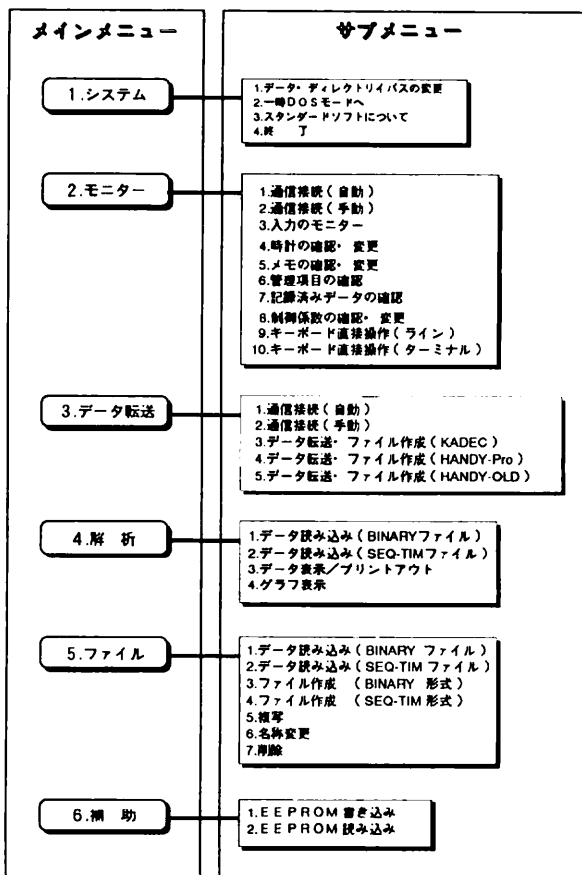 メインメニュー
サブメニュー
1.システム
1.データ・ディレクトリイパスの変更
2.一時DOSモードへ
3.スタンダードソフトについて
4.終 了
2.モニター
1.通信接続(自動)
2.通信接続(手動)
3.入力のモニター
4.時計の確認・変更
5.メモの確認・変更
6.管理項目の確認
7.記録済みデータの確認
8.制御係数の確認・変更
9.キーボード直接操作(ライン)
10.キーボード直接操作(ターミナル)
3.データ転送
1.通信接続(自動)
2.通信接続(手動)
3.データ転送・ファイル作成(KADEC)
4.データ転送・ファイル作成(HANDY-Pro)
5.データ転送・ファイル作成(HANDY-OLD)
4.解 析
1.データ読み込み(BINARYファイル)
2.データ読み込み(SEQ-TIMファイル)
3.データ表示/プリントアウト
4.グラフ表示
5.ファイル
1.データ読み込み(BINARY ファイル)
2.データ読み込み(SEQ-TIM ファイル)
3.ファイル作成 (BINARY 形式)
4.ファイル作成 (SEQ-TIM 形式)
5.複写
6.名称変更
7.削除
6.補 助
1.EEPROM 書き込み
2.EEPROM 読み込み